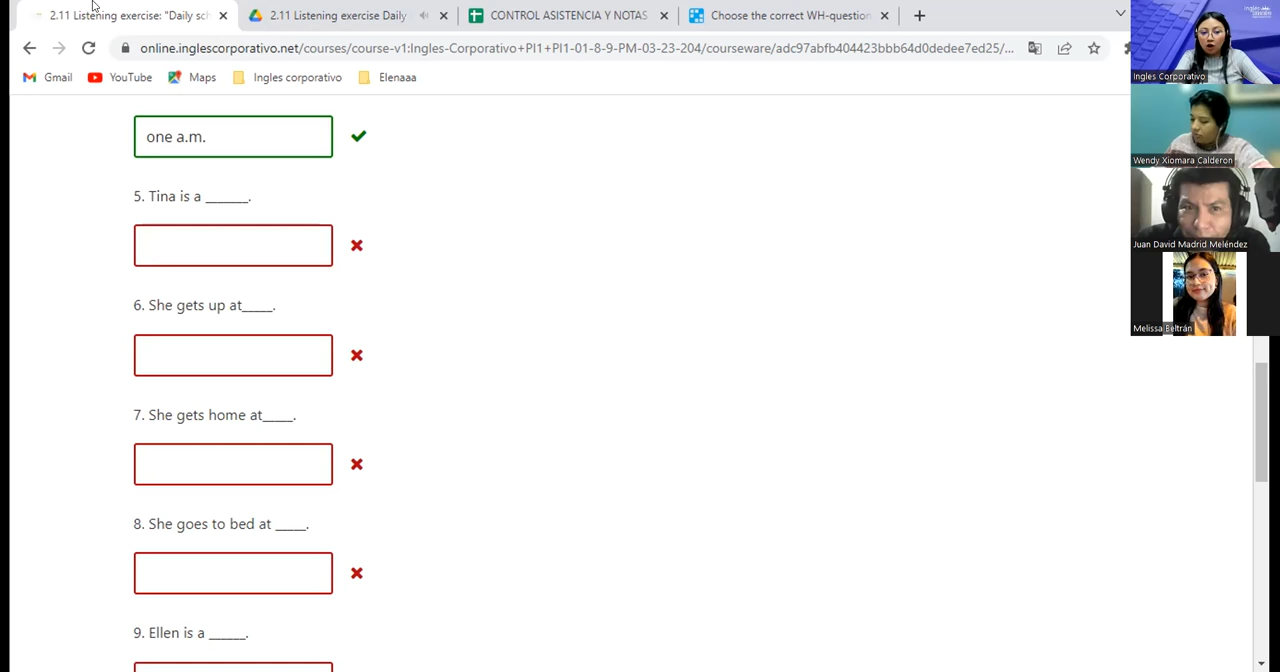 2.11 Listening exercise: "Daily sch
2.11 Listening exercise Daily
CONTROL ASISTENCIA Y NOTAS
Choose the correct WH-question
online.inglescorporativo.net/courses/course-v1:Ingles-Corporativo+PI1+PI1-01-8-9-PM-03-23-204/courseware/adc97abfb404423bbb64d0dedee7ed25/...
Gmail
YouTube
Maps
Ingles corporativo
Elenaaa
one a.m.
5. Tina is a _______.
6. She gets up at_____.
7. She gets home at_____.
8. She goes to bed at _____.
9. Ellen is a ______.
Ingles Corporativo
Wendy Xiomara Calderon
Juan David Madrid Meléndez
Melissa Beltrán